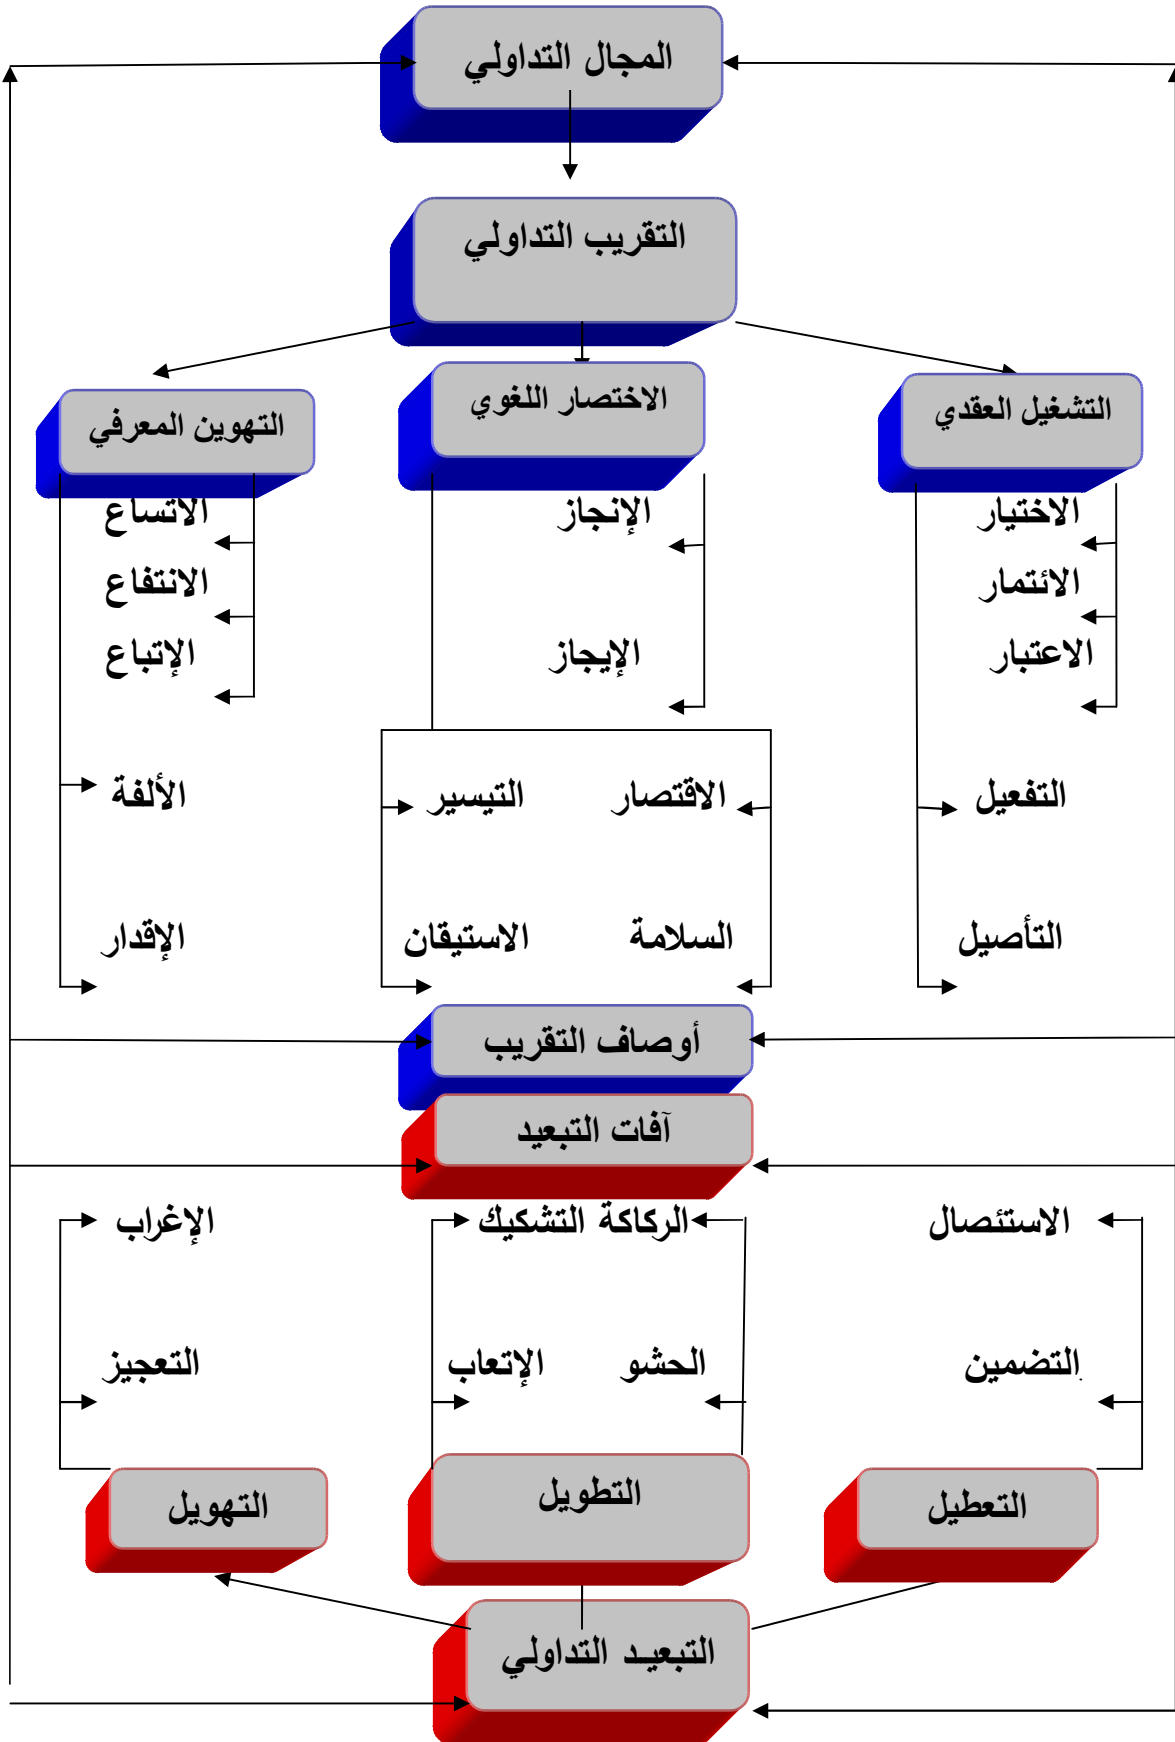 المجال التداولي
التقريب التداولي
التشغيل العقدي
الاختصار اللغوي
التهوين المعرفي
الاختيار
الإنجاز
الاتساع
الائتمار
الانتفاع
الاعتبار
الإيجاز
الإتباع
التفعيل
الاقتصار
التيسير
الألفة
التأصيل
السلامة
الاستيقان
الإقدار
أوصاف التقريب
آفات التبعيد
الاستئصال
الركاكة التشكيك
الإغراب
التضمين
الحشو
الإتعاب
التعجيز
التعطيل
التطويل
التهويل
التبعيـد التداولي